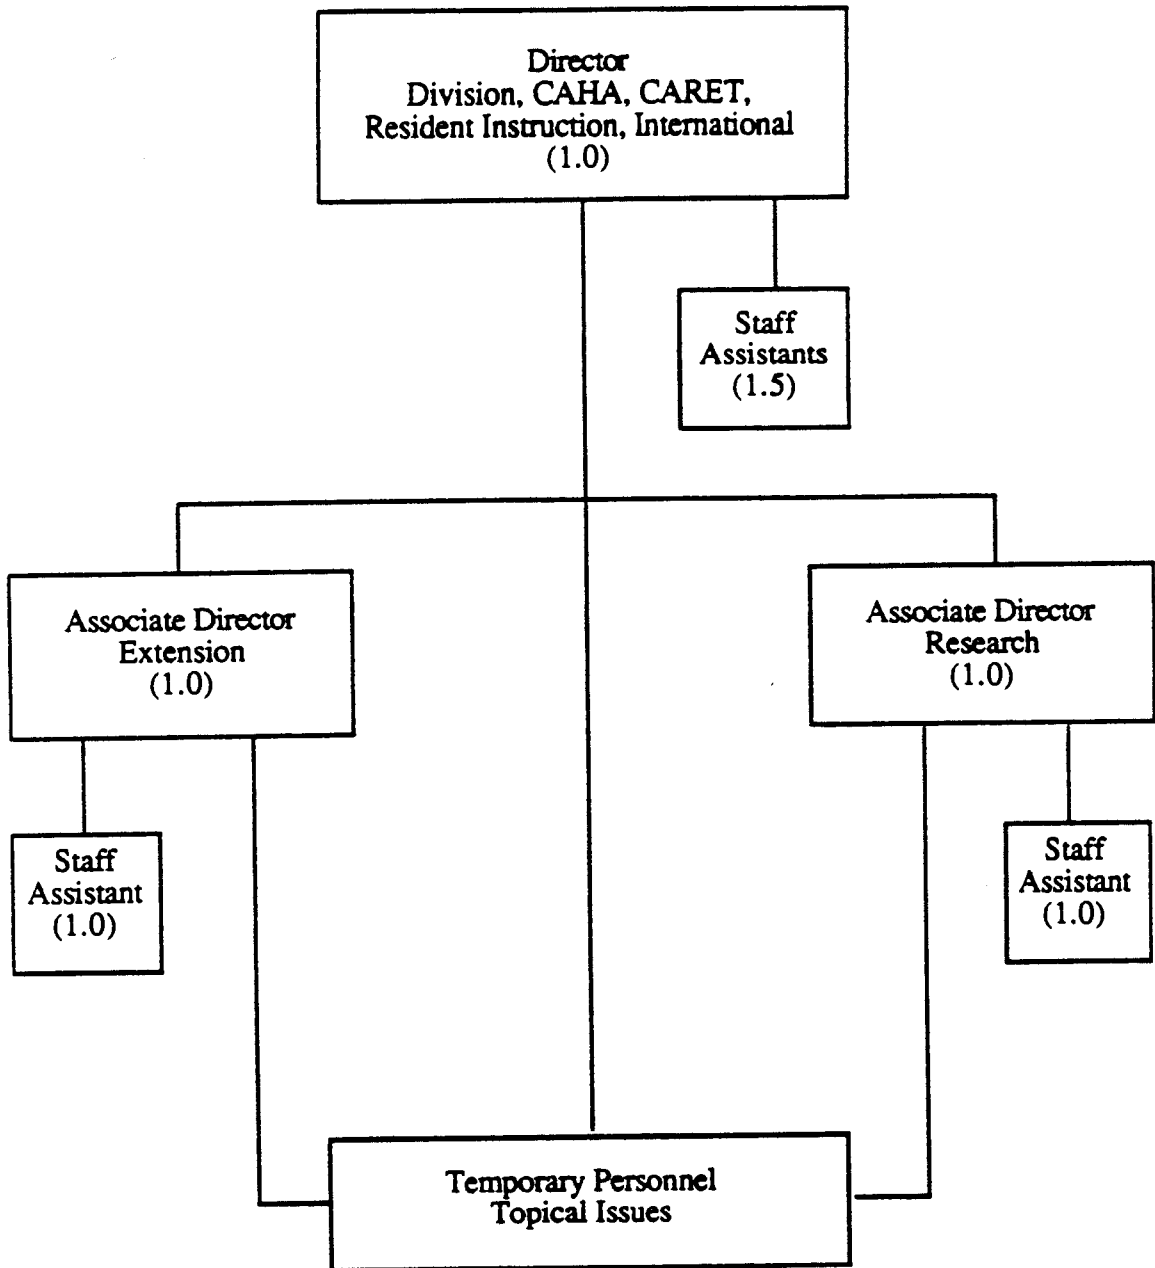 Director
Division, CAHA, CARET,
Resident Instruction, International
(1.0)
Staff
Assistants
(1.5)
Associate Director
Extension
(1.0)
Associate Director
Research
(1.0)
Staff
Assistant
(1.0)
Staff
Assistant
(1.0)
Temporary Personnel
Topical Issues